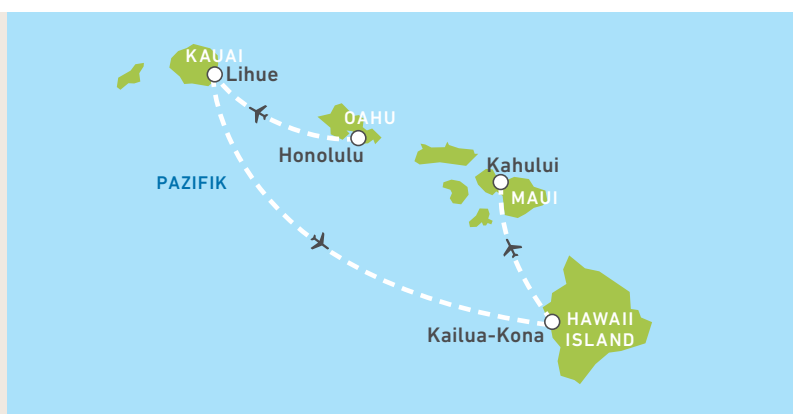 KAUAI
Lihue
OAHU
Honolulu
Kahului
PAZIFIK
MAUI
HAWAII
ISLAND
Kailua-Kona